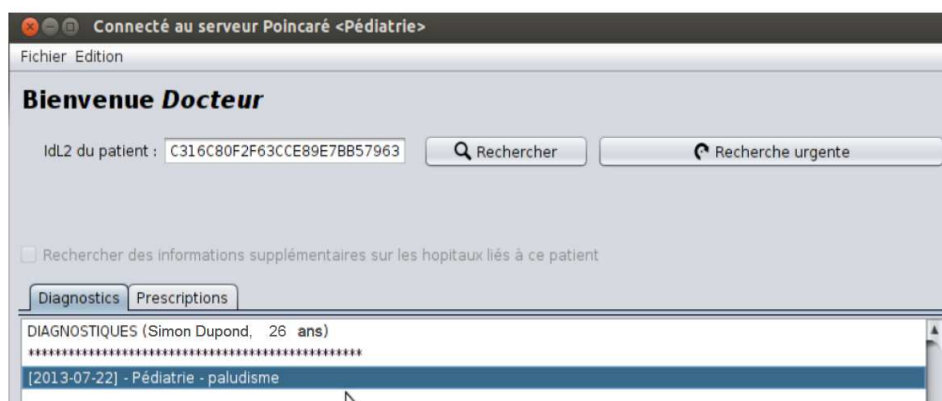 Connecté au serveur Poincaré <Pédiatrie>
Fichier Edition
Bienvenue Docteur
IdL2 du patient : C316C80F2F63CCE89E7BB57963 Rechercher Recherche urgente
Rechercher des informations supplémentaires sur les hopitaux liés à ce patient
Diagnostics Prescriptions
DIAGNOSTIQUES (Simon Dupond, 26 ans)
**************************************************
[2013-07-22] - Pédiatrie - paludisme